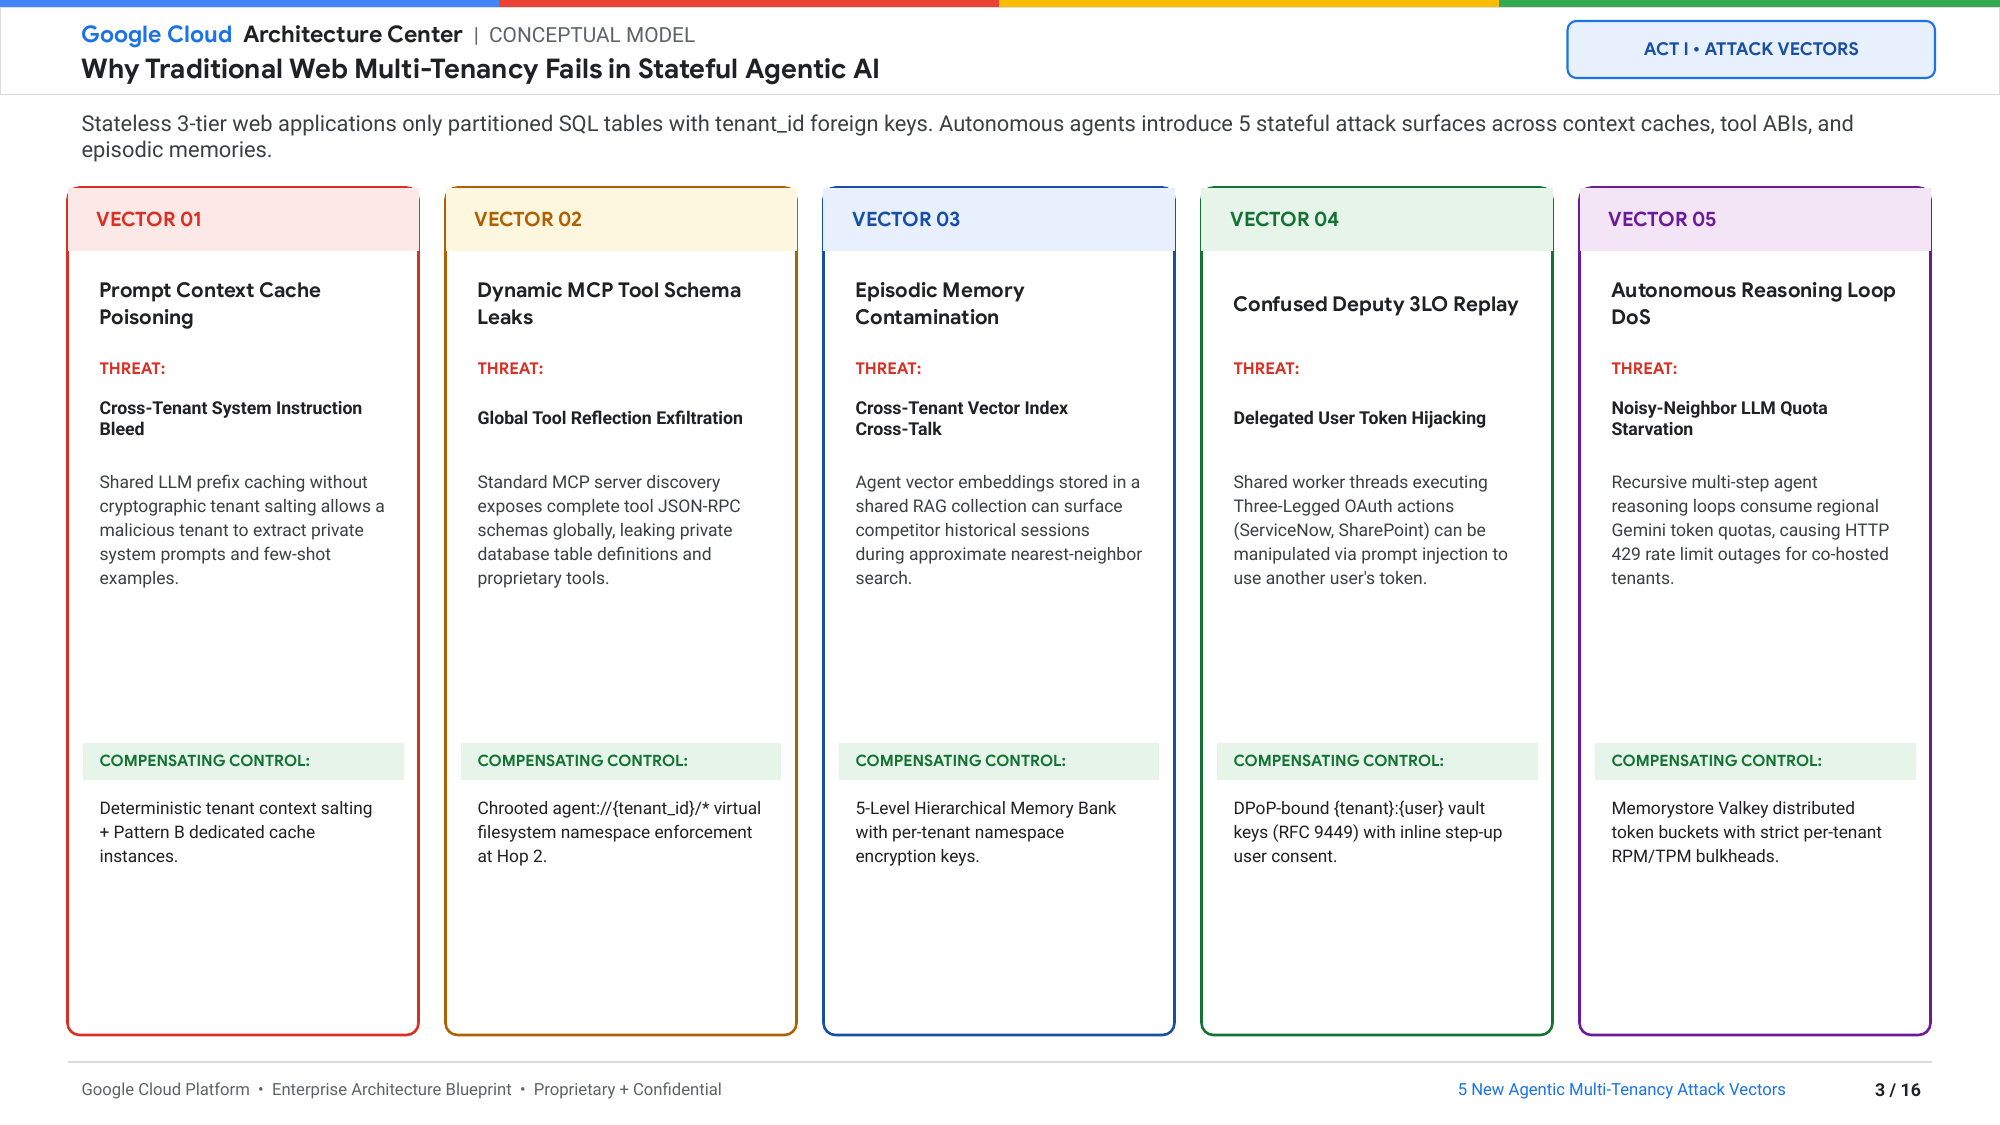 Google Cloud Architecture Center | CONCEPTUAL MODEL
Why Traditional Web Multi-Tenancy Fails in Stateful Agentic AI
ACT I • ATTACK VECTORS
Stateless 3-tier web applications only partitioned SQL tables with tenant_id foreign keys. Autonomous agents introduce 5 stateful attack surfaces across context caches, tool ABIs, and
episodic memories.
VECTOR 01
Prompt Context Cache
Poisoning
THREAT:
Cross-Tenant System Instruction
Bleed
Shared LLM prefix caching without
cryptographic tenant salting allows a
malicious tenant to extract private
system prompts and few-shot
examples.
COMPENSATING CONTROL:
Deterministic tenant context salting
+ Pattern B dedicated cache
instances.
VECTOR 02
Dynamic MCP Tool Schema
Leaks
THREAT:
Global Tool Reflection Exfiltration
Standard MCP server discovery
exposes complete tool JSON-RPC
schemas globally, leaking private
database table definitions and
proprietary tools.
COMPENSATING CONTROL:
Chrooted agent://{tenant_id}/* virtual
filesystem namespace enforcement
at Hop 2.
VECTOR 03
Episodic Memory
Contamination
THREAT:
Cross-Tenant Vector Index
Cross-Talk
Agent vector embeddings stored in a
shared RAG collection can surface
competitor historical sessions
during approximate nearest-neighbor
search.
COMPENSATING CONTROL:
5-Level Hierarchical Memory Bank
with per-tenant namespace
encryption keys.
VECTOR 04
Confused Deputy 3LO Replay
THREAT:
Delegated User Token Hijacking
Shared worker threads executing
Three-Legged OAuth actions
(ServiceNow, SharePoint) can be
manipulated via prompt injection to
use another user's token.
COMPENSATING CONTROL:
DPoP-bound {tenant}:{user} vault
keys (RFC 9449) with inline step-up
user consent.
VECTOR 05
Autonomous Reasoning Loop
DoS
THREAT:
Noisy-Neighbor LLM Quota
Starvation
Recursive multi-step agent
reasoning loops consume regional
Gemini token quotas, causing HTTP
429 rate limit outages for co-hosted
tenants.
COMPENSATING CONTROL:
Memorystore Valkey distributed
token buckets with strict per-tenant
RPM/TPM bulkheads.
Google Cloud Platform • Enterprise Architecture Blueprint • Proprietary + Confidential
5 New Agentic Multi-Tenancy Attack Vectors
3 / 16